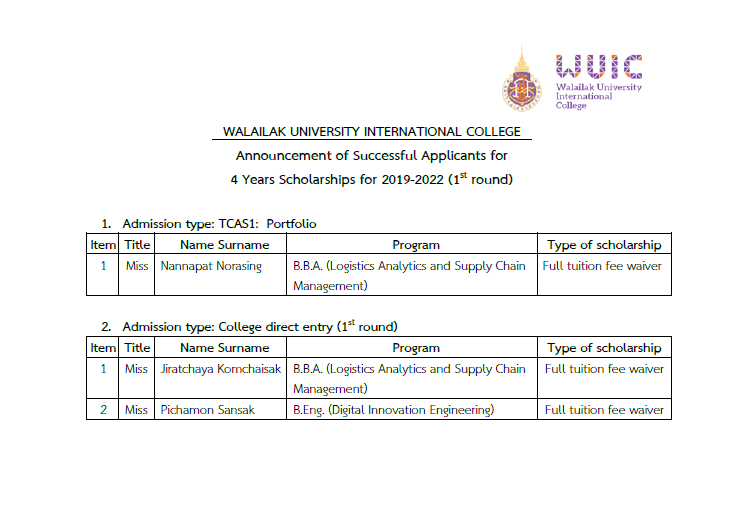 WUIC
Walailak University
International
College
WALAILAK UNIVERSITY INTERNATIONAL COLLEGE
Announcement of Successful Applicants for
4 Years Scholarships for 2019-2022 (1st round)
1. Admission type: TCAS1: Portfolio
Item Title Name Surname Program Type of scholarship
1 Miss Nannapat Norasing B.B.A. (Logistics Analytics and Supply Chain Full tuition fee waiver
Management)
2. Admission type: College direct entry (1st round)
Item Title Name Surname Program Type of scholarship
1 Miss Jiratchaya Kornchaisak B.B.A. (Logistics Analytics and Supply Chain Full tuition fee waiver
Management)
2 Miss Pichamon Sansak B.Eng. (Digital Innovation Engineering) Full tuition fee waiver